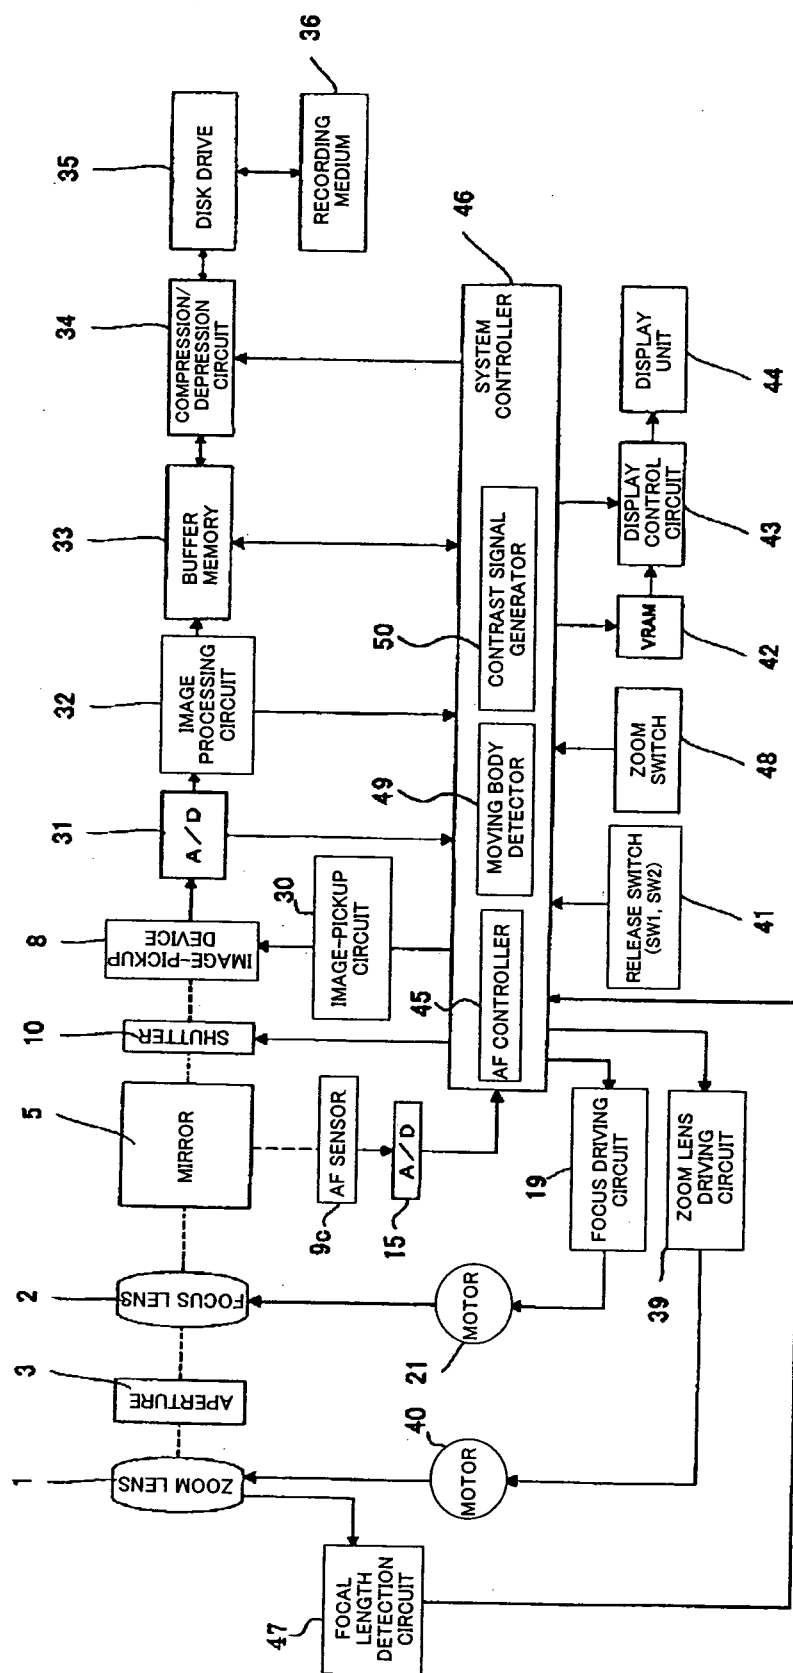 1
ZOOM LENS
3
APERTURE
2
FOCUS LENS
5
MIRROR
10
SHUTTER
8
IMAGE-PICKUP
DEVICE
31
A/D
32
IMAGE
PROCESSING
CIRCUIT
33
BUFFER
MEMORY
34
COMPRESSION/
DEPRESSION
CIRCUIT
35
DISK DRIVE
36
RECORDING
MEDIUM
47
FOCAL
LENGTH
DETECTION
CIRCUIT
40
MOTOR
21
MOTOR
9c
AF SENSOR
15
A/D
30
IMAGE-PICKUP
CIRCUIT
45
AF CONTROLLER
49
MOVING BODY
DETECTOR
50
CONTRAST SIGNAL
GENERATOR
SYSTEM
CONTROLLER
46
19
FOCUS DRIVING
CIRCUIT
39
ZOOM LENS
DRIVING
CIRCUIT
RELEASE SWITCH
(SW1, SW2)
41
ZOOM
SWITCH
48
VRAM
42
DISPLAY
CONTROL
CIRCUIT
43
DISPLAY
UNIT
44